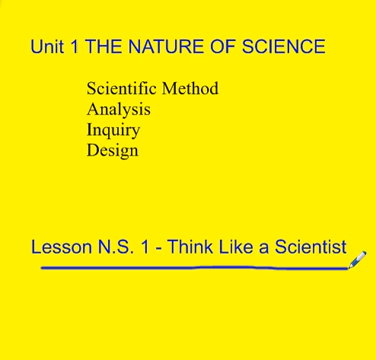 Unit 1 THE NATURE OF SCIENCE
Scientific Method
Analysis
Inquiry
Design
Lesson N.S. 1 - Think Like a Scientist